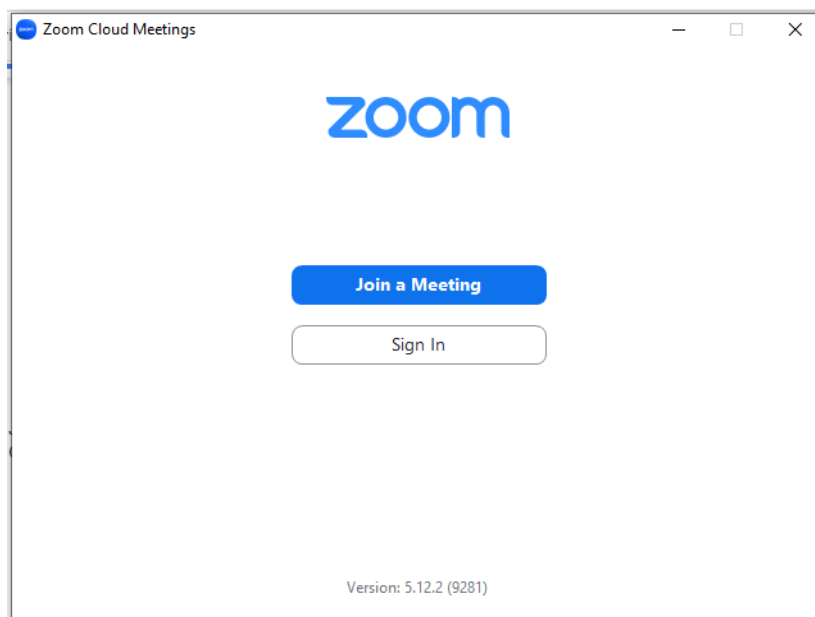 Zoom Cloud Meetings
zoom
Join a Meeting
Sign In
Version: 5.12.2 (9281)